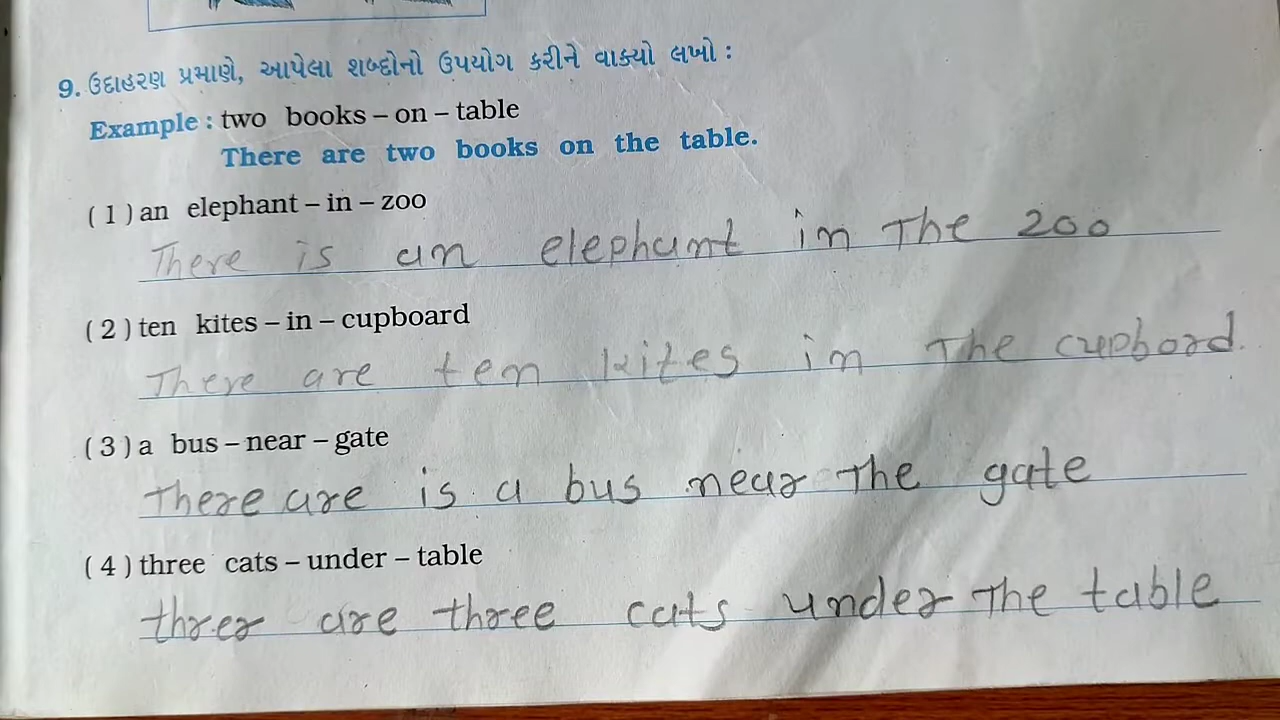 9. ઉદાહરણ પ્રમાણે, આપેલા શબ્દોનો ઉપયોગ કરીને વાક્યો લખો :
Example : two books – on – table
There are two books on the table.
( 1 ) an elephant – in – zoo
There is an elephant in The zoo
( 2 ) ten kites – in – cupboard
There are ten kites in The cupbord.
( 3 ) a bus – near – gate
There are is a bus near The gate
( 4 ) three cats – under – table
threr are three cats under The table